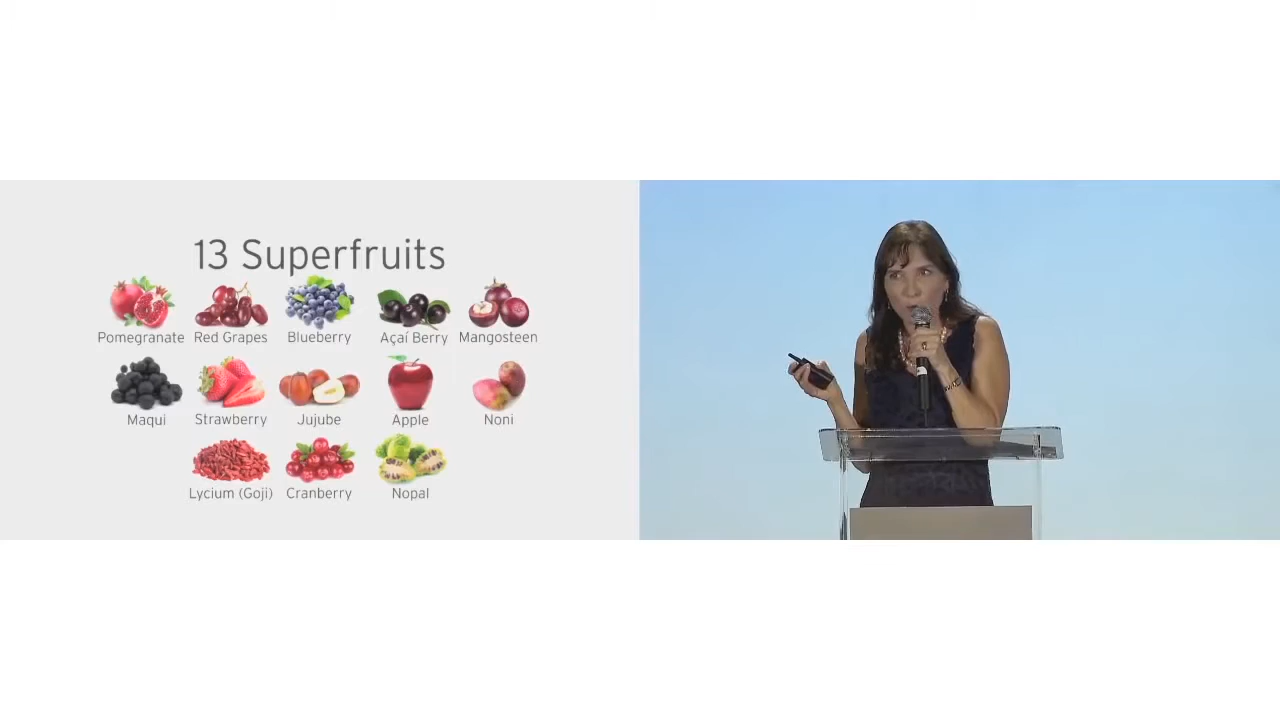 13 Superfruits
Pomegranate Red Grapes Blueberry Açaí Berry Mangosteen
Maqui Strawberry Jujube Apple Noni
Lycium (Goji) Cranberry Nopal